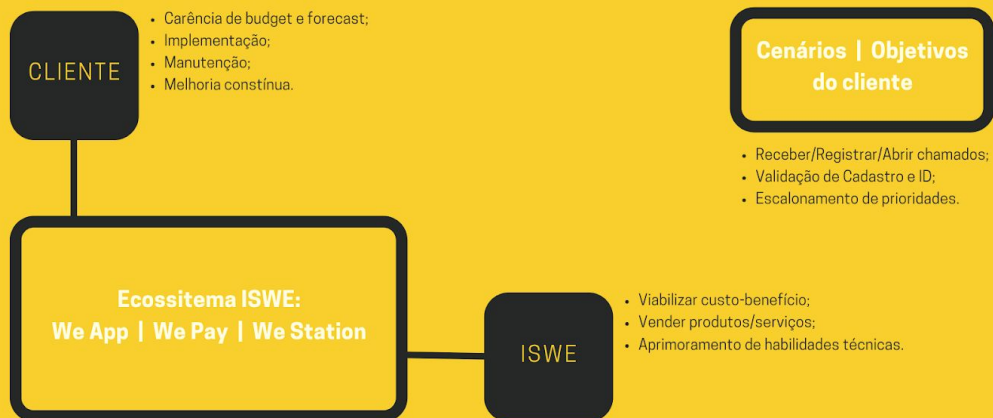 CLIENTE
• Carência de budget e forecast;
• Implementação;
• Manutenção;
• Melhoria constínua.
Cenários | Objetivos
do cliente
• Receber/Registrar/Abrir chamados;
• Validação de Cadastro e ID;
• Escalonamento de prioridades.
Ecossitema ISWE:
We App | We Pay | We Station
ISWE
• Viabilizar custo-benefício;
• Vender produtos/serviços;
• Aprimoramento de habilidades técnicas.